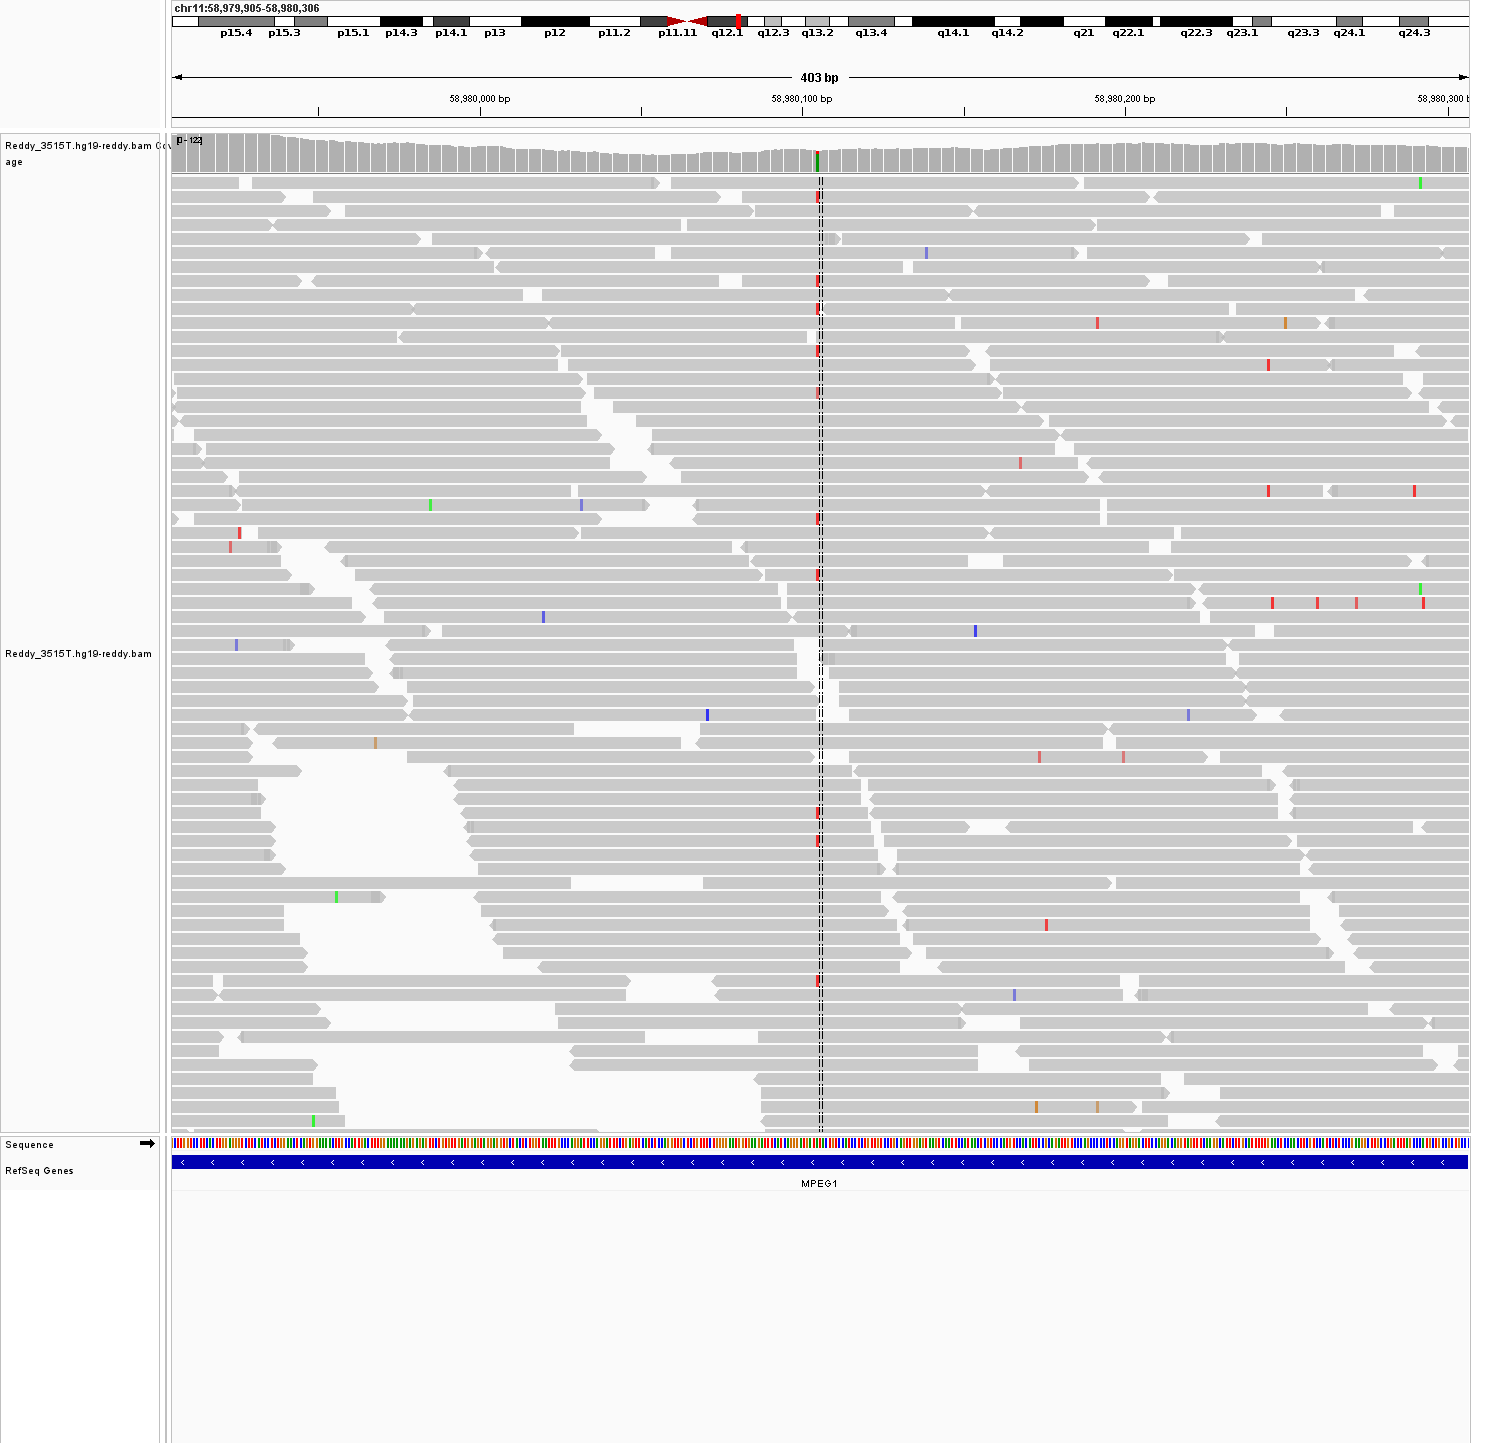 chr11:58,979,905-58,980,306
p15.4 p15.3 p15.1 p14.3 p14.1 p13 p12 p11.2 p11.11 q12.1 q12.3 q13.2 q13.4 q14.1 q14.2 q21 q22.1 q22.3 q23.1 q23.3 q24.1 q24.3
403 bp
58,980,000 bp 58,980,100 bp 58,980,200 bp 58,980,300 b
Reddy_3515T.hg19-reddy.bam Cov
age
[0 - 122]
Reddy_3515T.hg19-reddy.bam
Sequence
RefSeq Genes
MPEG1